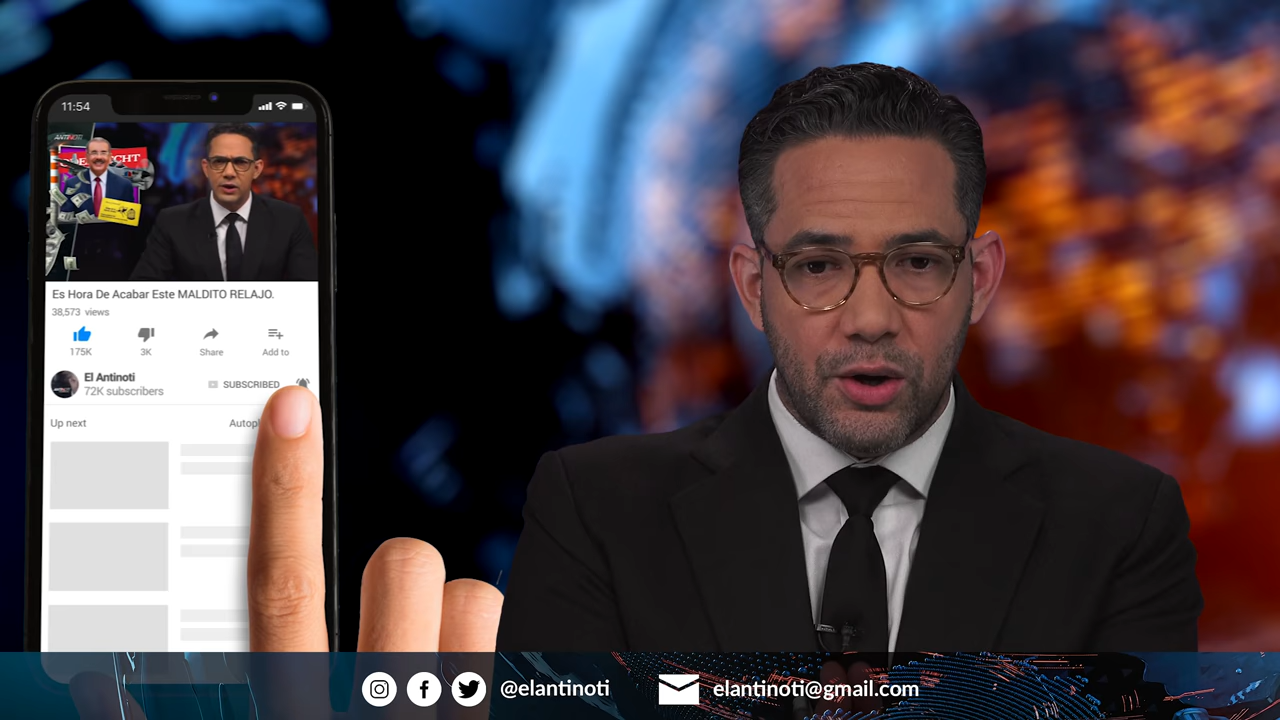 11:54
ANTINOTI
Es Hora De Acabar Este MALDITO RELAJO.
38,573 views
175K
3K
Share
Add to
El Antinoti
72K subscribers
SUBSCRIBED
Up next
@elantinoti
elantinoti@gmail.com